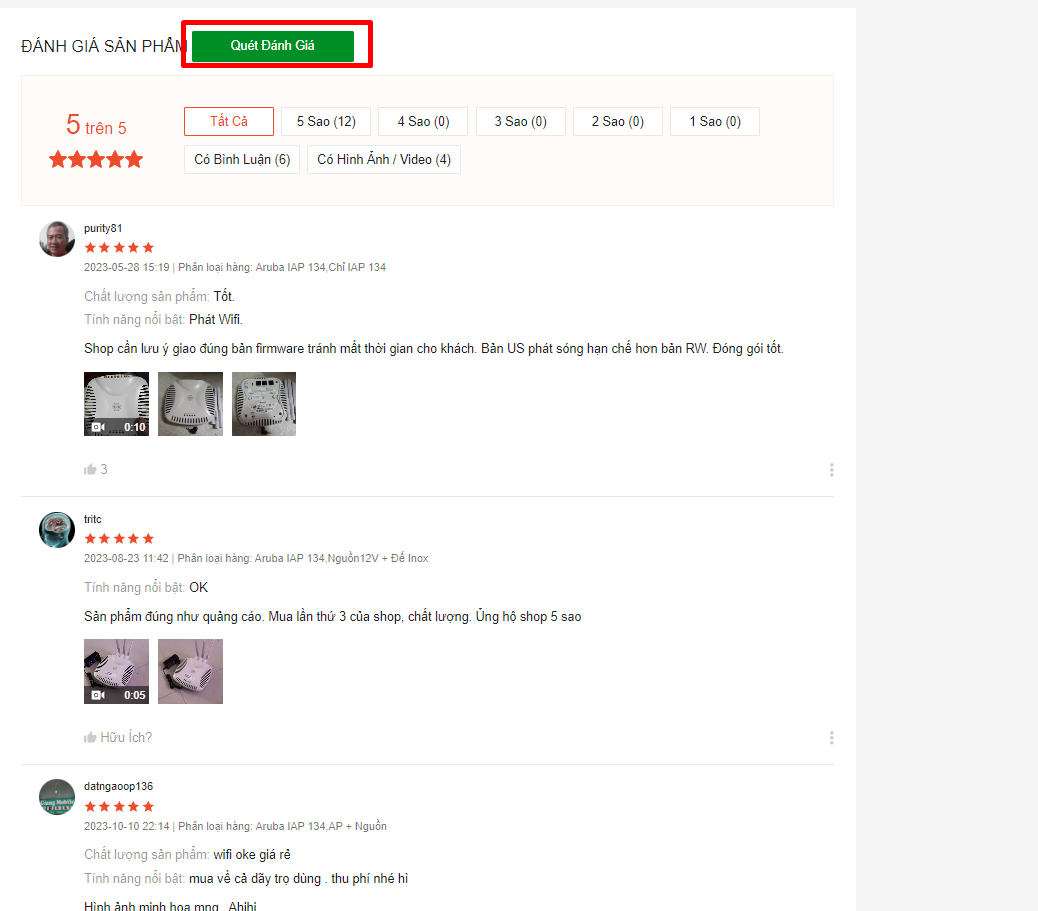 ĐÁNH GIÁ SẢN PHẨM
Quét Đánh Giá
5 trên 5
Tất Cả
5 Sao (12)
4 Sao (0)
3 Sao (0)
2 Sao (0)
1 Sao (0)
Có Bình Luận (6)
Có Hình Ảnh / Video (4)
purity81
2023-05-28 15:19 | Phân loại hàng: Aruba IAP 134,Chỉ IAP 134
Chất lượng sản phẩm: Tốt.
Tính năng nổi bật: Phát Wifi.
Shop cần lưu ý giao đúng bản firmware tránh mất thời gian cho khách. Bản US phát sóng hạn chế hơn bản RW. Đóng gói tốt.
0:10
3
tritc
2023-08-23 11:42 | Phân loại hàng: Aruba IAP 134,Nguồn12V + Đế Inox
Tính năng nổi bật: OK
Sản phẩm đúng như quảng cáo. Mua lần thứ 3 của shop, chất lượng. Ủng hộ shop 5 sao
0:05
Hữu Ích?
datngaoop136
2023-10-10 22:14 | Phân loại hàng: Aruba IAP 134,AP + Nguồn
Chất lượng sản phẩm: wifi oke giá rẻ
Tính năng nổi bật: mua về cả dãy trọ dùng . thu phí nhé hi
Hình ảnh minh họa mng . Ahihi